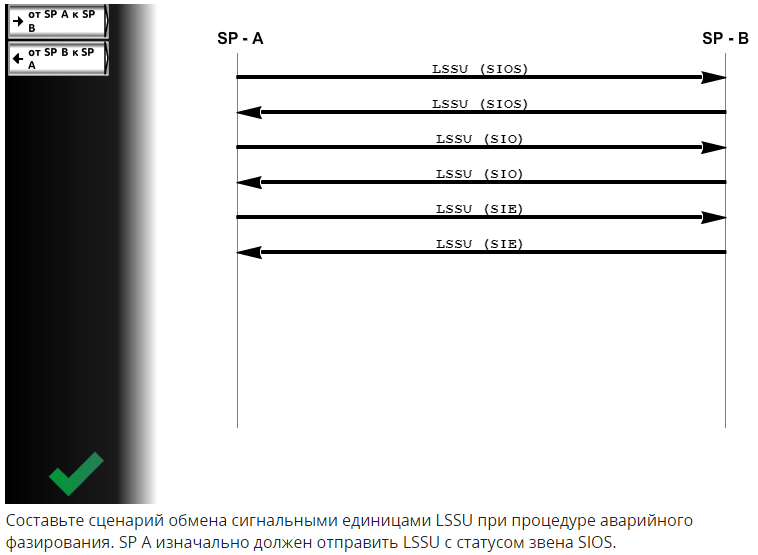 от SP A к SP
B
от SP B к SP
A
SP - A
SP - B
LSSU (SIOS)
LSSU (SIOS)
LSSU (SIO)
LSSU (SIO)
LSSU (SIE)
LSSU (SIE)
Составьте сценарий обмена сигнальными единицами LSSU при процедуре аварийного
фазирования. SP A изначально должен отправить LSSU с статусом звена SIOS.